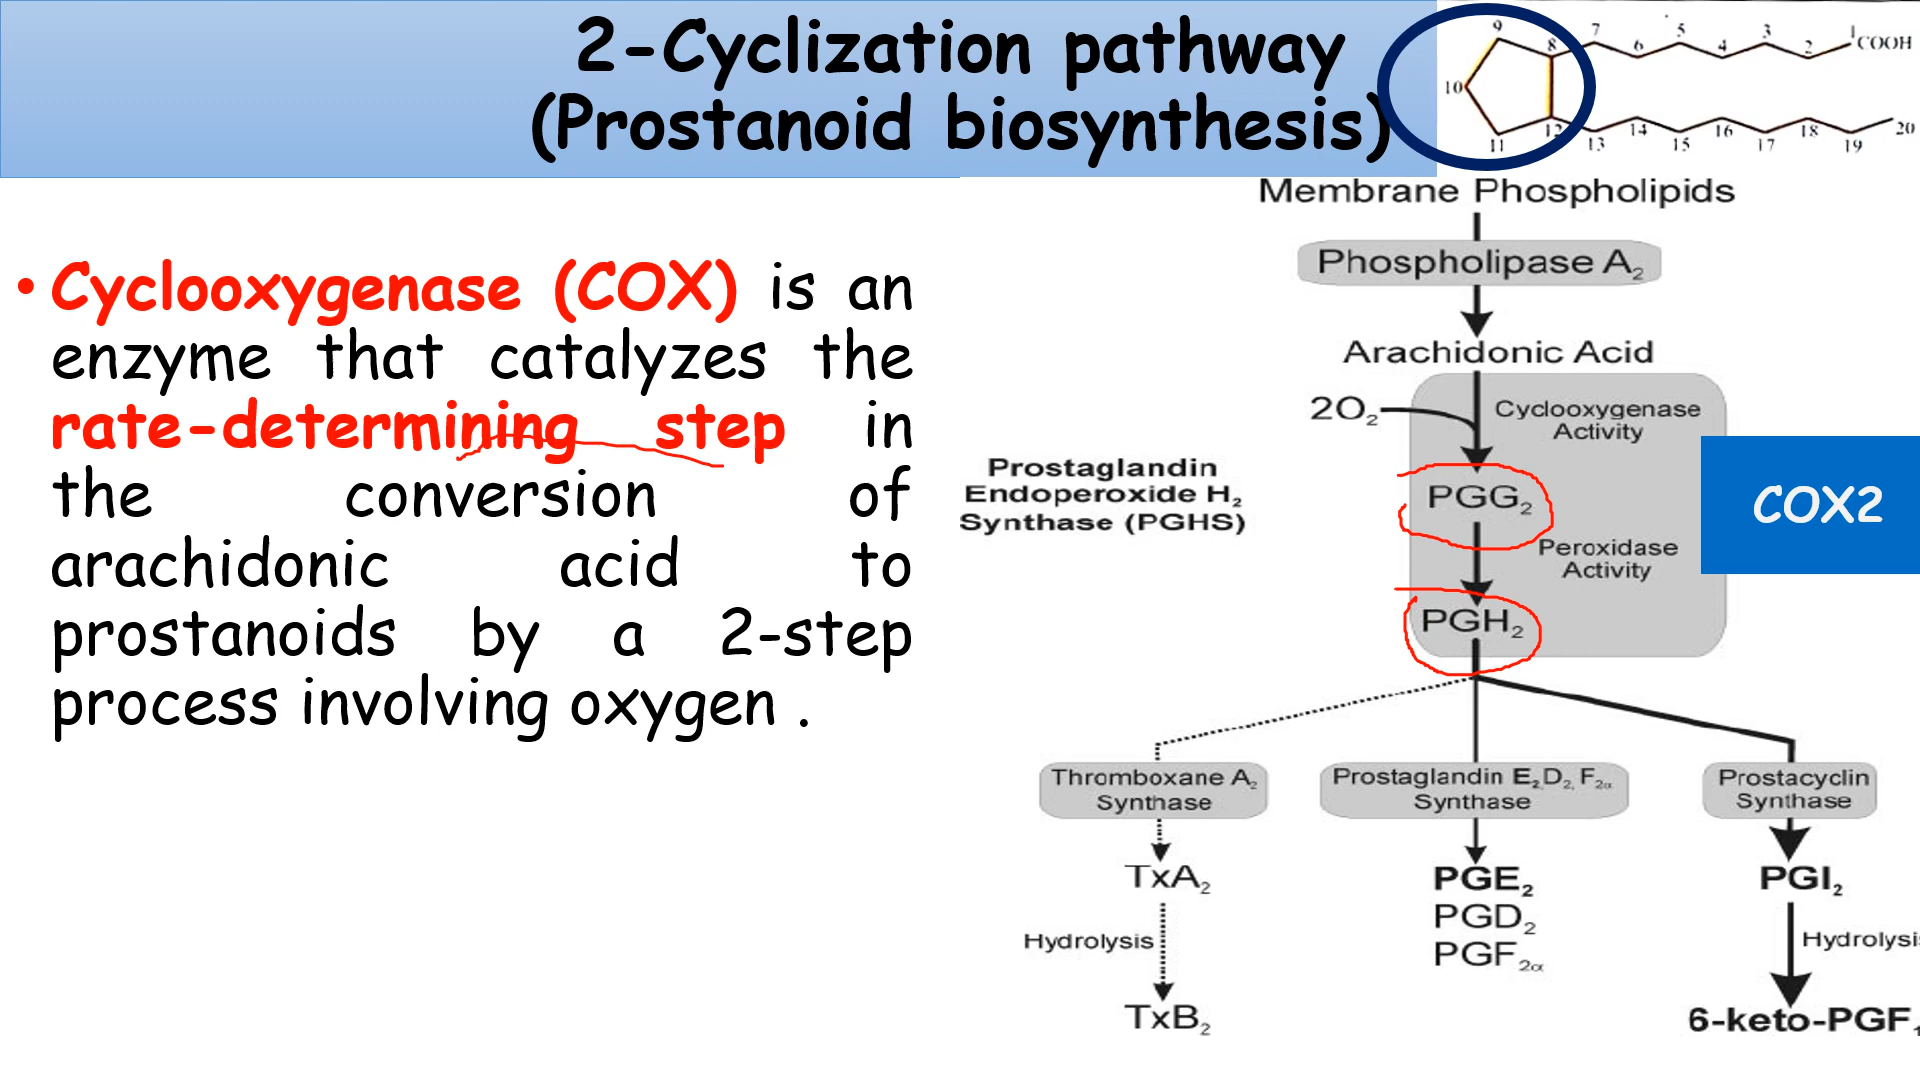 2-Cyclization pathway
(Prostanoid biosynthesis)
9
8
7
6
5
4
3
2
1
COOH
10
11
12
13
14
15
16
17
18
19
20
• Cyclooxygenase (COX) is an
enzyme that catalyzes the
rate-determining step in
the conversion of
arachidonic acid to
prostanoids by a 2-step
process involving oxygen .
Membrane Phospholipids
Phospholipase A₂
Arachidonic Acid
2O₂
Cyclooxygenase
Activity
Prostaglandin
Endoperoxide H₂
Synthase (PGHS)
PGG₂
COX2
Peroxidase
Activity
PGH₂
Thromboxane A₂
Synthase
Prostaglandin E₂,D₂, F₂α
Synthase
Prostacyclin
Synthase
TxA₂
PGE₂
PGD₂
PGF₂α
PGI₂
Hydrolysis
Hydrolysis
TxB₂
6-keto-PGF₁